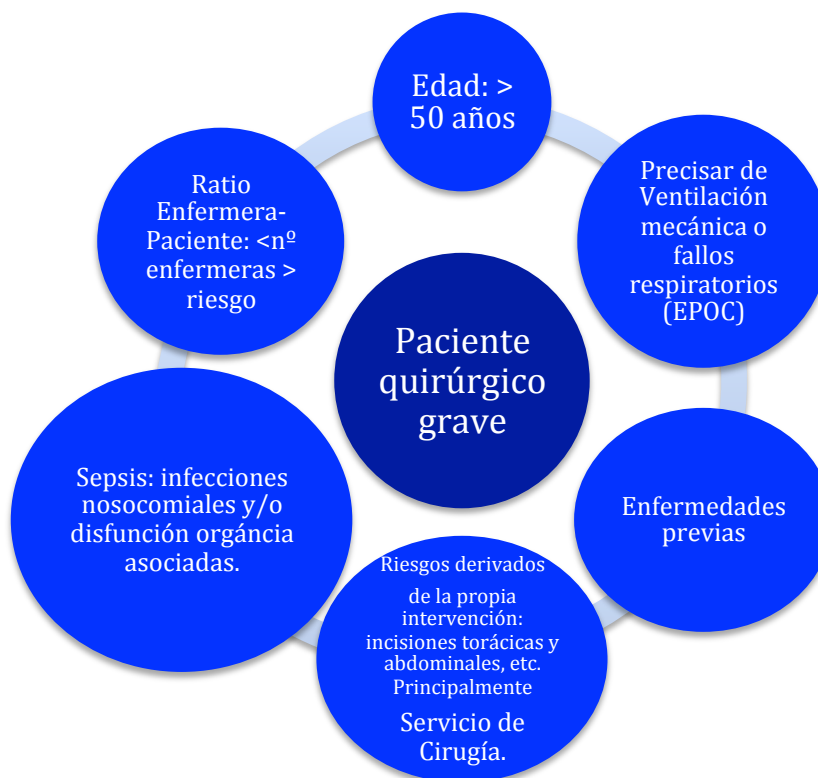 Edad: >
50 años
Precisar de
Ventilación
mecánica o
fallos
respiratorios
(EPOC)
Enfermedades
previas
Riesgos derivados
de la propia
intervención:
incisiones torácicas y
abdominales, etc.
Principalmente
Servicio de
Cirugía.
Sepsis: infecciones
nosocomiales y/o
disfunción orgáncia
asociadas.
Ratio
Enfermera-
Paciente: <nº
enfermeras >
riesgo
Paciente
quirúrgico
grave